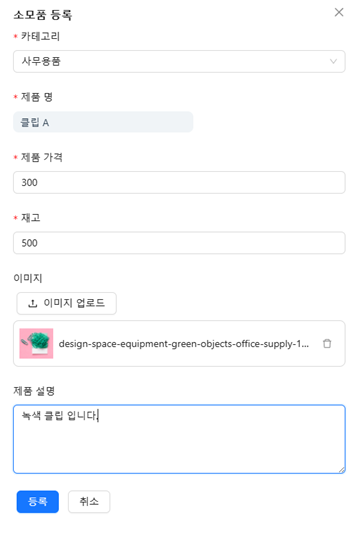 소모품 등록
* 카테고리
사무용품
* 제품 명
클립 A
* 제품 가격
300
* 재고
500
이미지
이미지 업로드
design-space-equipment-green-objects-office-supply-1...
제품 설명
녹색 클립 입니다.
등록 취소